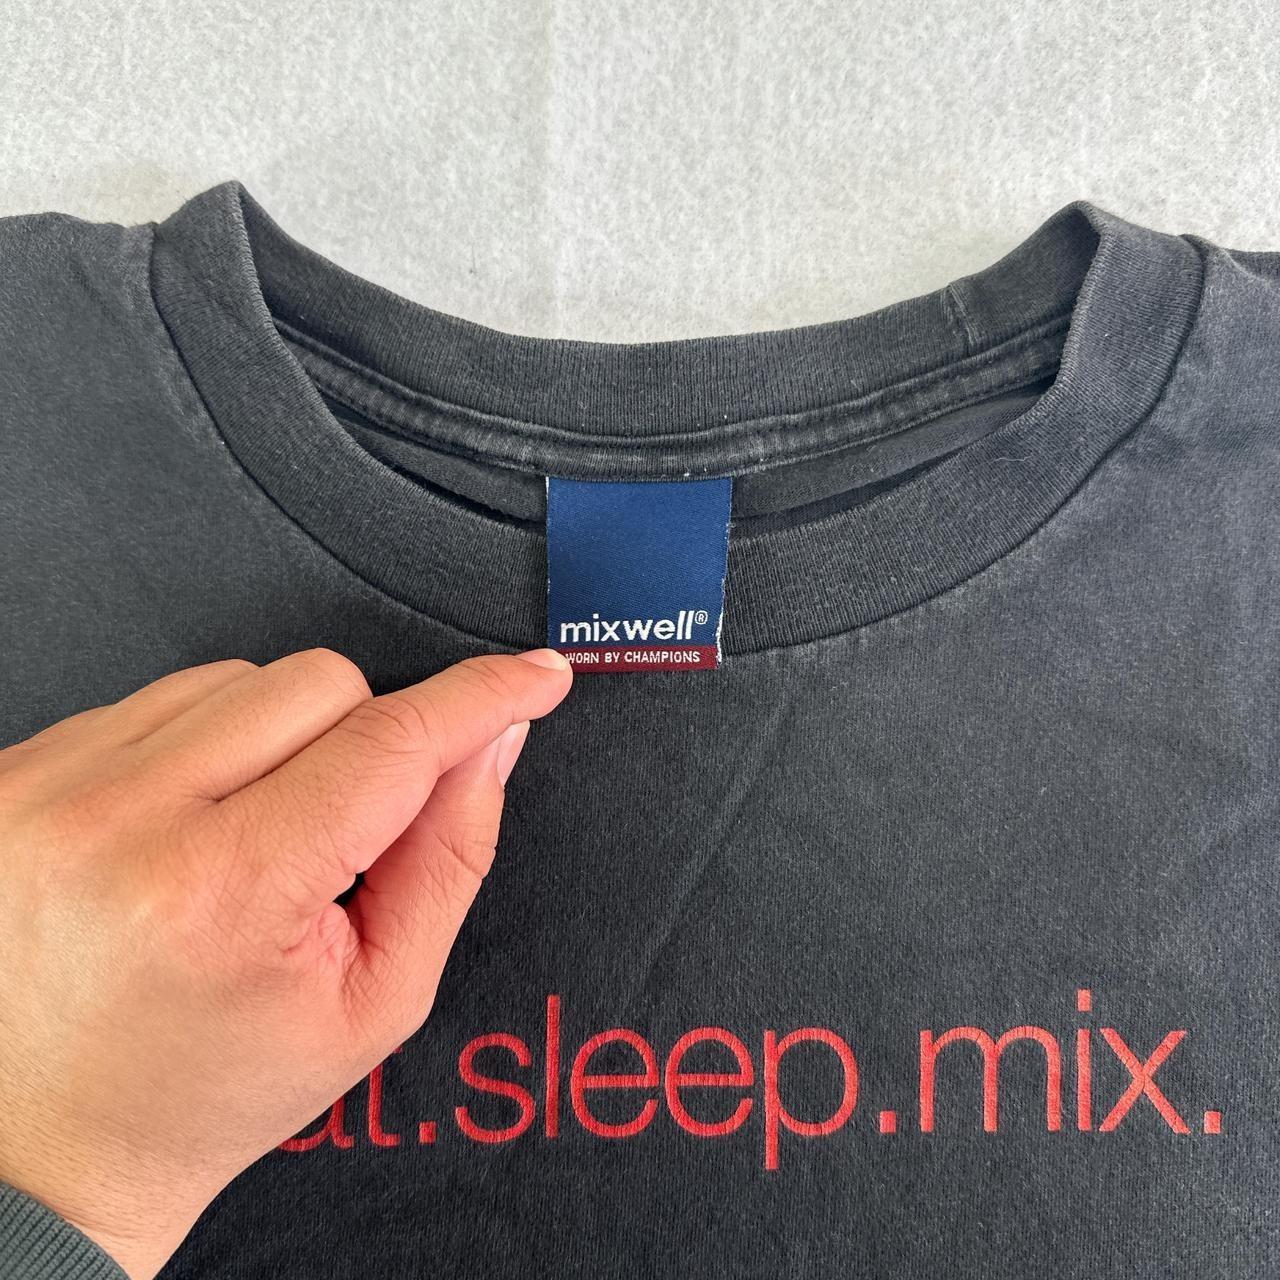 mixwell®
WORN BY CHAMPIONS
at.sleep.mix.